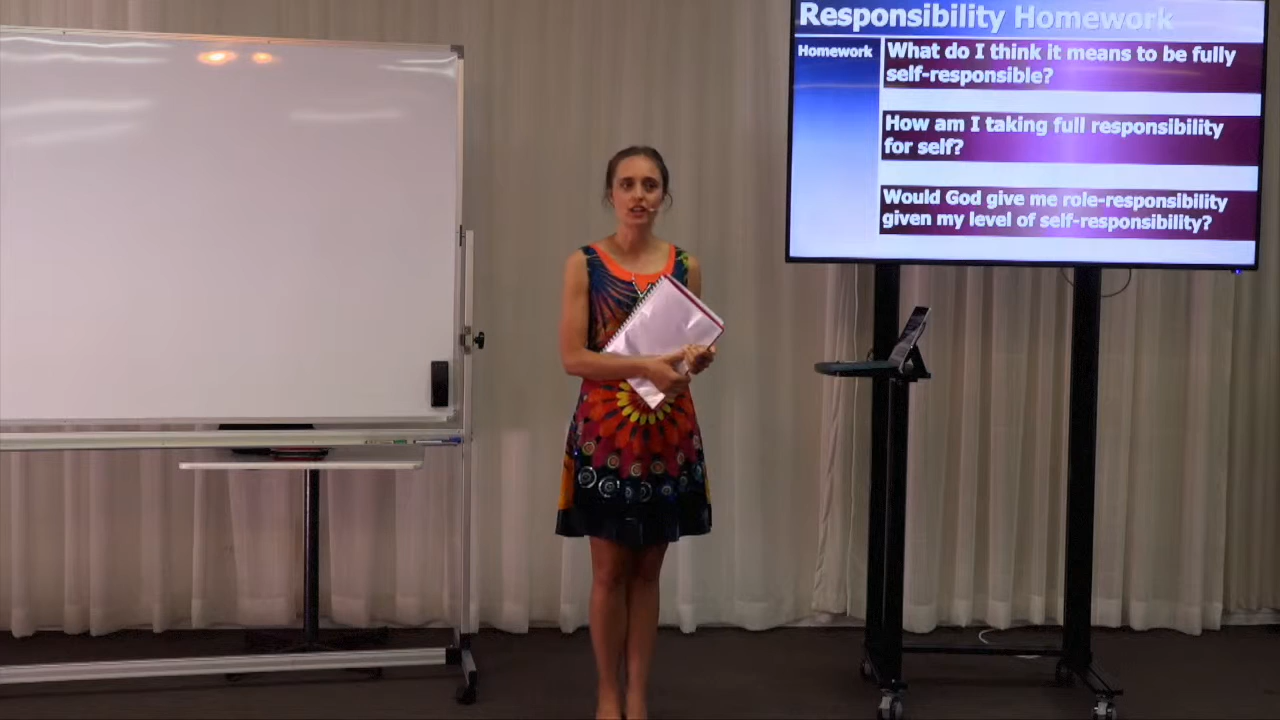 Responsibility Homework
Homework
What do I think it means to be fully
self-responsible?
How am I taking full responsibility
for self?
Would God give me role-responsibility
given my level of self-responsibility?